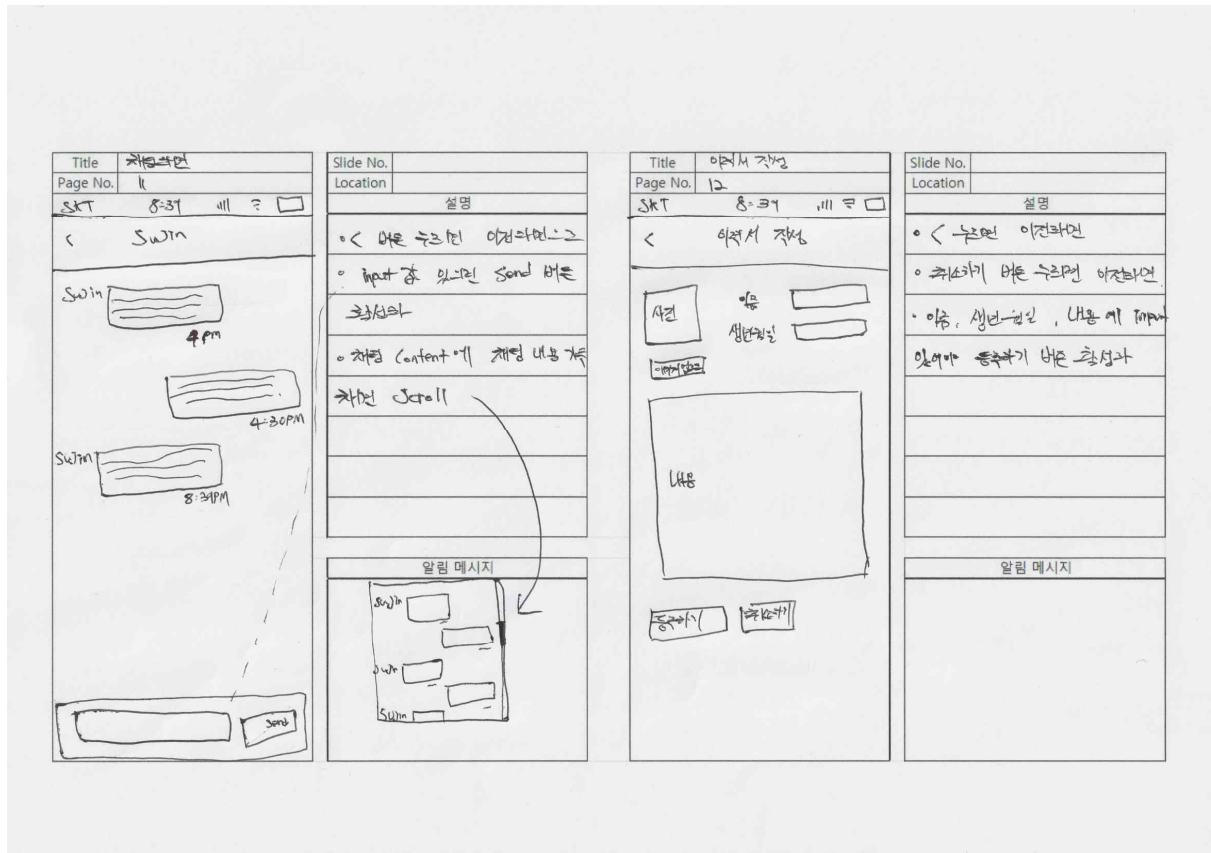 Title 채팅화면
Page No. 11
SKT 8:39
< Swin
Swin
4pm
4:30PM
Swin
8:39PM
Send
Slide No.
Location
설명
◦ < 버튼 누르면 이전화면으로
◦ input 값 있으면 Send 버튼
활성화
◦ 채팅 Content에 채팅 내용 가득
차면 Scroll
알림 메시지
Swin
Swin
Swin
Title 이력서 작성
Page No. 12
SKT 8:39
< 이력서 작성
사진
이름
생년월일
내용
등록하기 취소하기
Slide No.
Location
설명
◦ < 누르면 이전화면
◦ 취소하기 버튼 누르면 이전화면
◦ 이름, 생년월일, 내용에 input
있어야 등록하기 버튼 활성화
알림 메시지